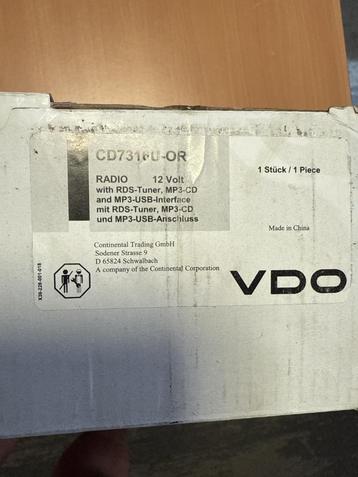 CD7316U-OR
RADIO 12 Volt
with RDS-Tuner, MP3-CD
and MP3-USB-Interface
mit RDS-Tuner, MP3-CD
und MP3-USB-Anschluss
1 Stück / 1 Piece
Made in China
Continental Trading GmbH
Sodener Strasse 9
D 65824 Schwalbach
A company of the Continental Corporation
VDO